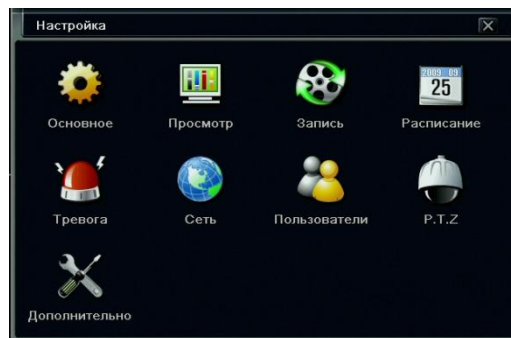 Настройка
2009 09
25
Основное Просмотр Запись Расписание
Тревога Сеть Пользователи P.T.Z
Дополнительно